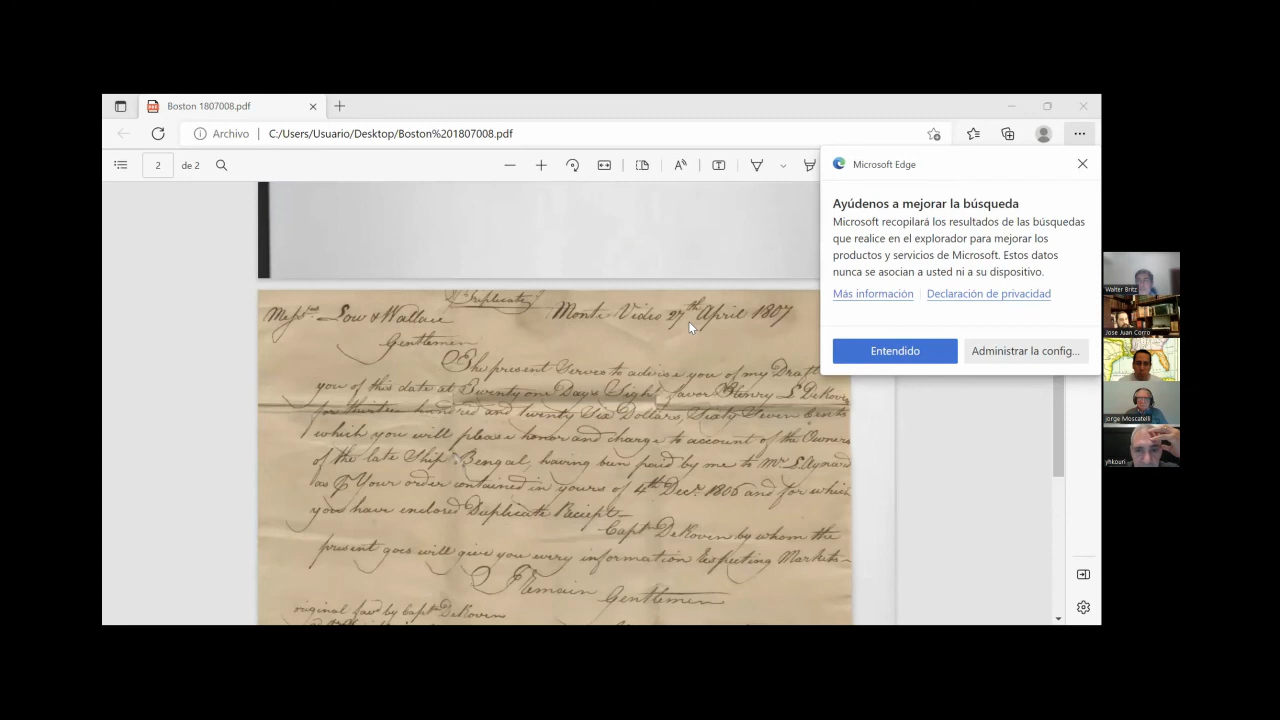 Boston 1807008.pdf
Archivo
C:/Users/Usuario/Desktop/Boston%201807008.pdf
2
de 2
Microsoft Edge
Ayúdenos a mejorar la búsqueda
Microsoft recopilará los resultados de las búsquedas
que realice en el explorador para mejorar los
productos y servicios de Microsoft. Estos datos
nunca se asocian a usted ni a su dispositivo.
Más información
Declaración de privacidad
Entendido
Administrar la config...
Duplicate
Messrs Low & Wallace
Monte Video 27th April 1807
Gentlemen
The present serves to advise you of my Draft
you of this date at Twenty one Days Sight favor Henry L DeKoven
for thirteen hundred and twenty Six Dollars, Sixty Seven Cents
which you will please honor and charge to account of the Owners
of the late Ship Bengal, having been paid by me to Mr. L. Aynard
as Your order contained in yours of 4th Decr. 1806 and for which
you have inclosed Duplicate Reciept
Capt DeKoven by whom the
present goes will give you every information Respecting Markets
I Remain Gentlemen
original favd by Capt DeKoven
Walter Britz
Jose Juan Corro
Jorge Moscatelli
yhkouri